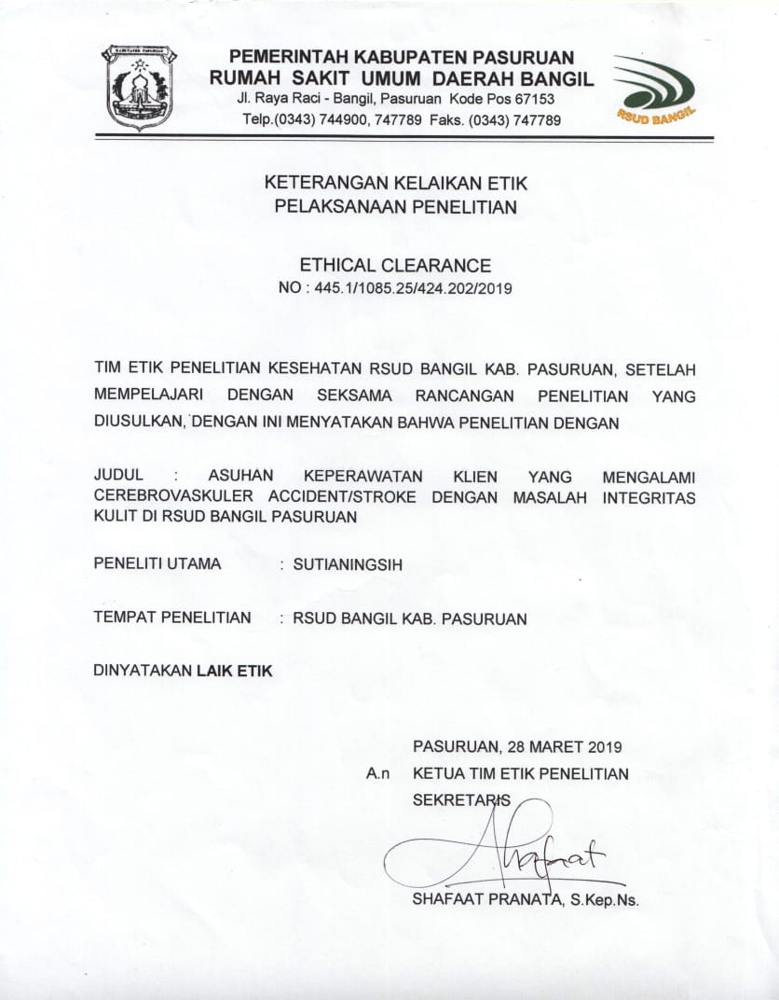 KABUPATEN PASURUAN
PEMERINTAH KABUPATEN PASURUAN
RUMAH SAKIT UMUM DAERAH BANGIL
Jl. Raya Raci - Bangil, Pasuruan Kode Pos 67153
Telp.(0343) 744900, 747789 Faks. (0343) 747789
RSUD BANGIL
KETERANGAN KELAIKAN ETIK
PELAKSANAAN PENELITIAN
ETHICAL CLEARANCE
NO : 445.1/1085.25/424.202/2019
TIM ETIK PENELITIAN KESEHATAN RSUD BANGIL KAB. PASURUAN, SETELAH
MEMPELAJARI DENGAN SEKSAMA RANCANGAN PENELITIAN YANG
DIUSULKAN, DENGAN INI MENYATAKAN BAHWA PENELITIAN DENGAN
JUDUL : ASUHAN KEPERAWATAN KLIEN YANG MENGALAMI
CEREBROVASKULER ACCIDENT/STROKE DENGAN MASALAH INTEGRITAS
KULIT DI RSUD BANGIL PASURUAN
PENELITI UTAMA : SUTIANINGSIH
TEMPAT PENELITIAN : RSUD BANGIL KAB. PASURUAN
DINYATAKAN LAIK ETIK
PASURUAN, 28 MARET 2019
A.n KETUA TIM ETIK PENELITIAN
SEKRETARIS
Shafaat
SHAFAAT PRANATA, S.Kep.Ns.